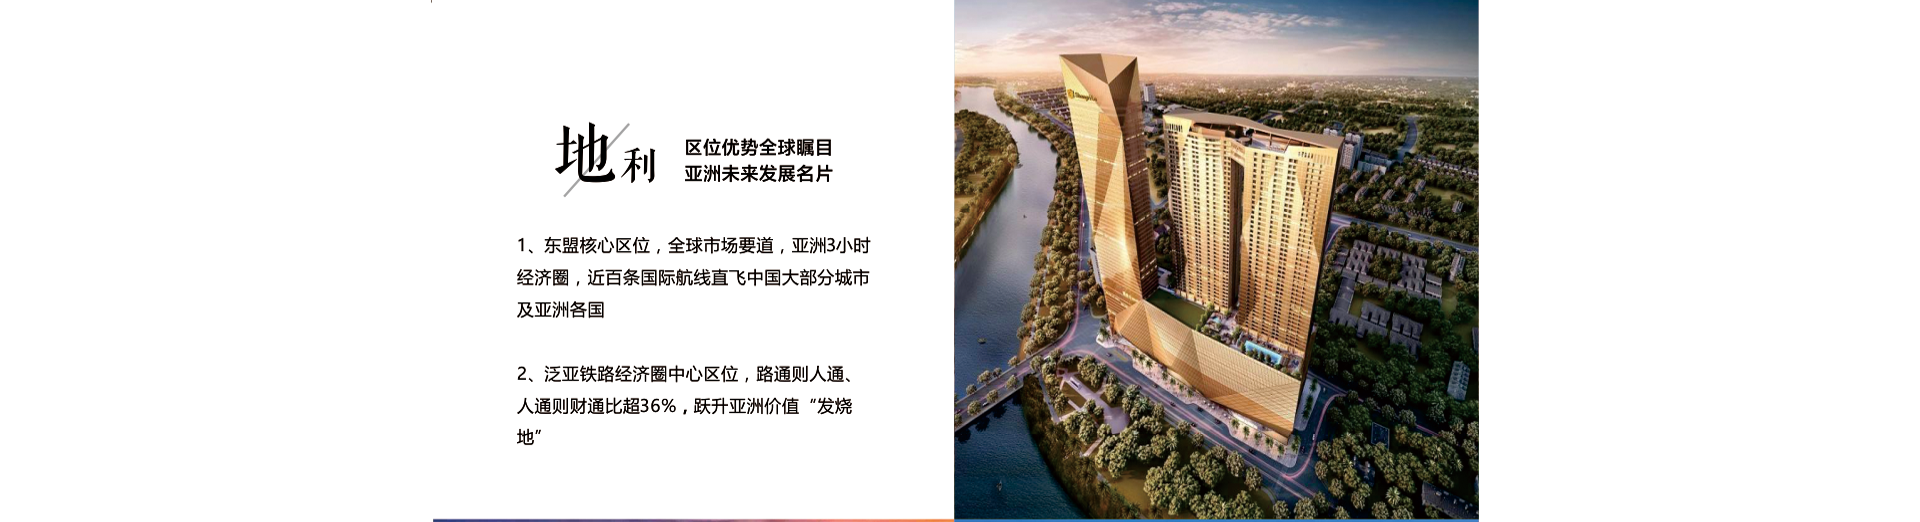 地利
区位优势全球瞩目
亚洲未来发展名片
1、东盟核心区位，全球市场要道，亚洲3小时
经济圈，近百条国际航线直飞中国大部分城市
及亚洲各国
2、泛亚铁路经济圈中心区位，路通则人通、
人通则财通比超36%，跃升亚洲价值“发烧
地”